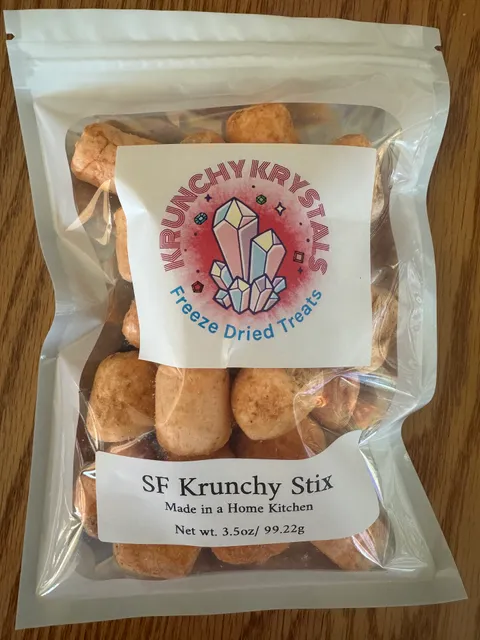 KRUNCHY KRYSTALS
Freeze Dried Treats
SF Krunchy Stix
Made in a Home Kitchen
Net wt. 3.5oz/ 99.22g